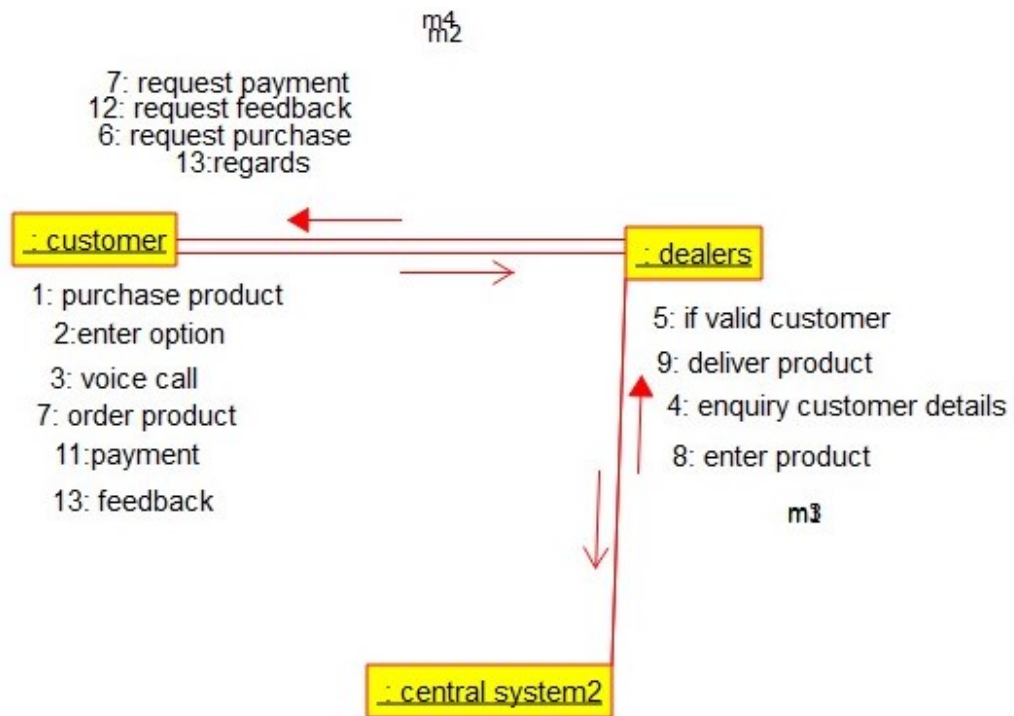 m4
m2
7: request payment
12: request feedback
6: request purchase
13:regards
: customer
: dealers
1: purchase product
2:enter option
3: voice call
7: order product
11:payment
13: feedback
5: if valid customer
9: deliver product
4: enquiry customer details
8: enter product
: central system2